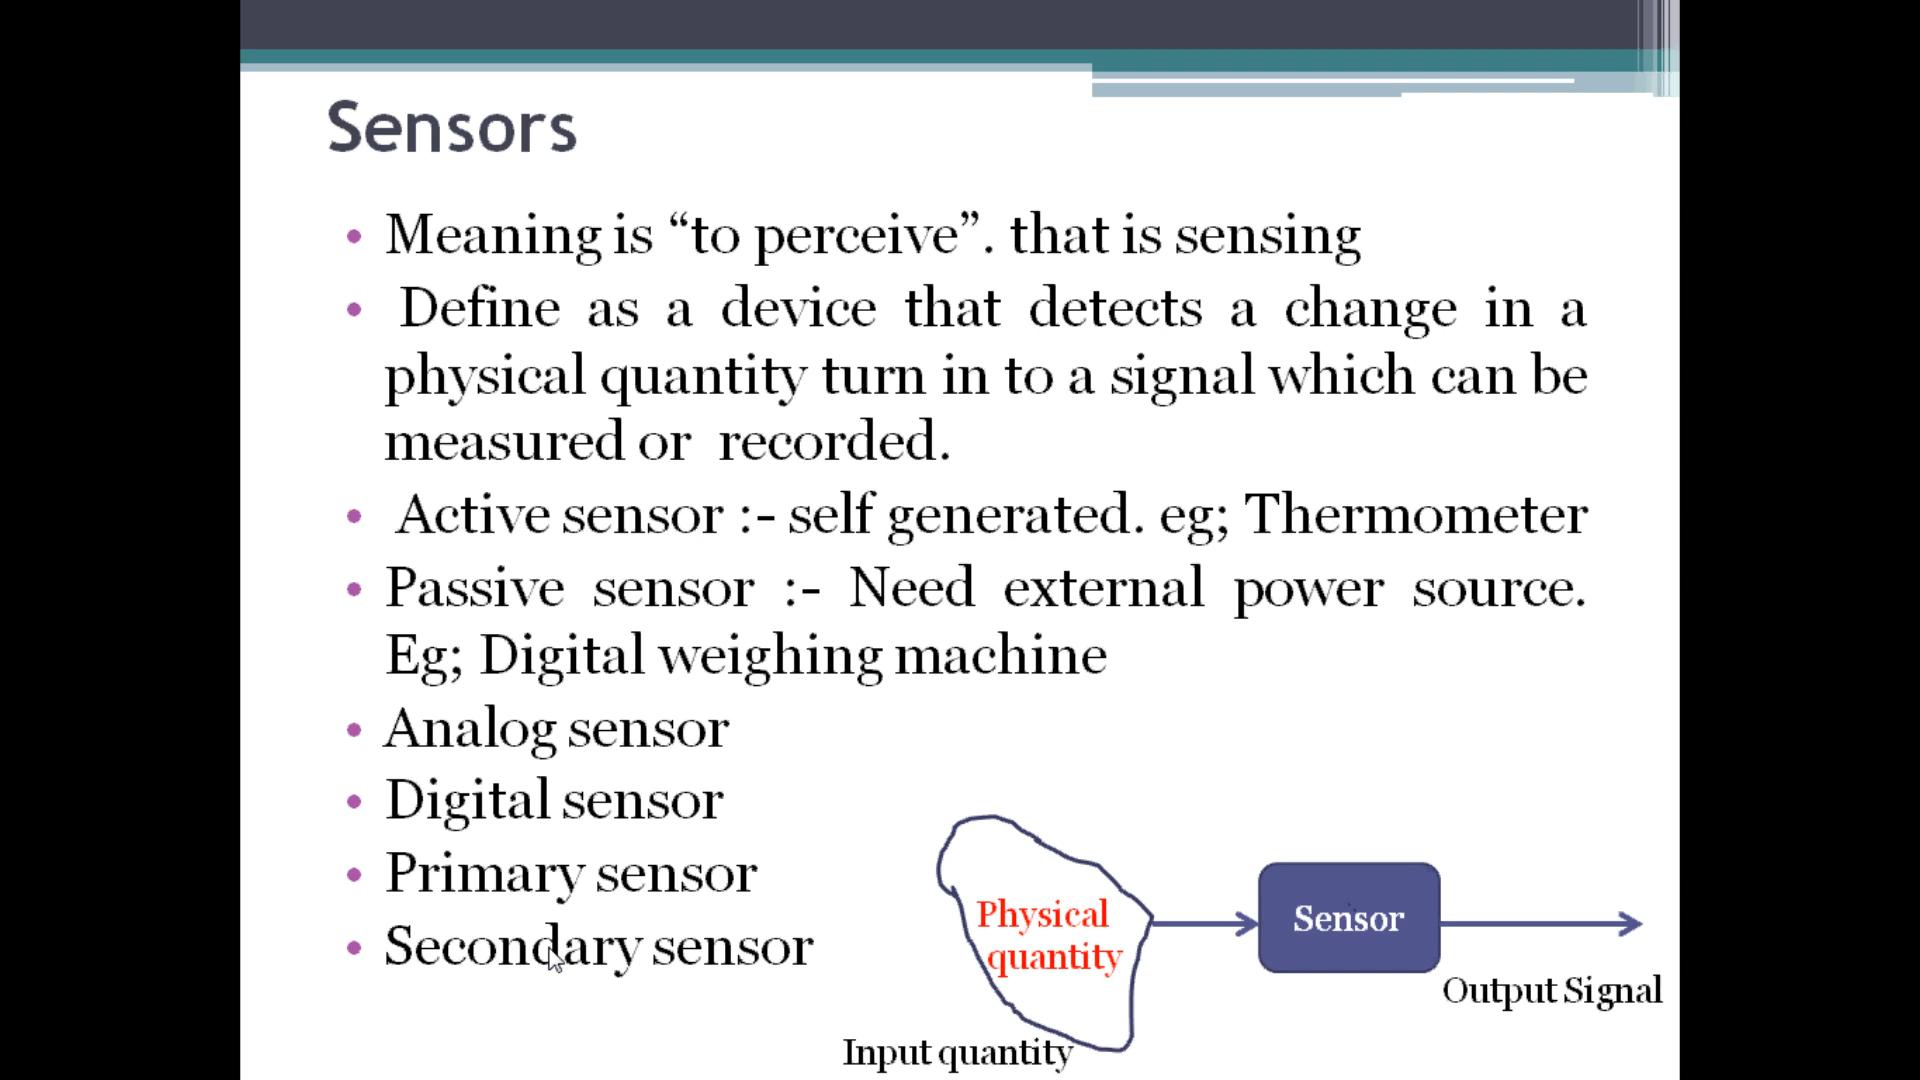 Sensors
• Meaning is “to perceive”. that is sensing
• Define as a device that detects a change in a
physical quantity turn in to a signal which can be
measured or recorded.
• Active sensor :- self generated. eg; Thermometer
• Passive sensor :- Need external power source.
Eg; Digital weighing machine
• Analog sensor
• Digital sensor
• Primary sensor
• Secondary sensor
Physical
quantity
Sensor
Output Signal
Input quantity